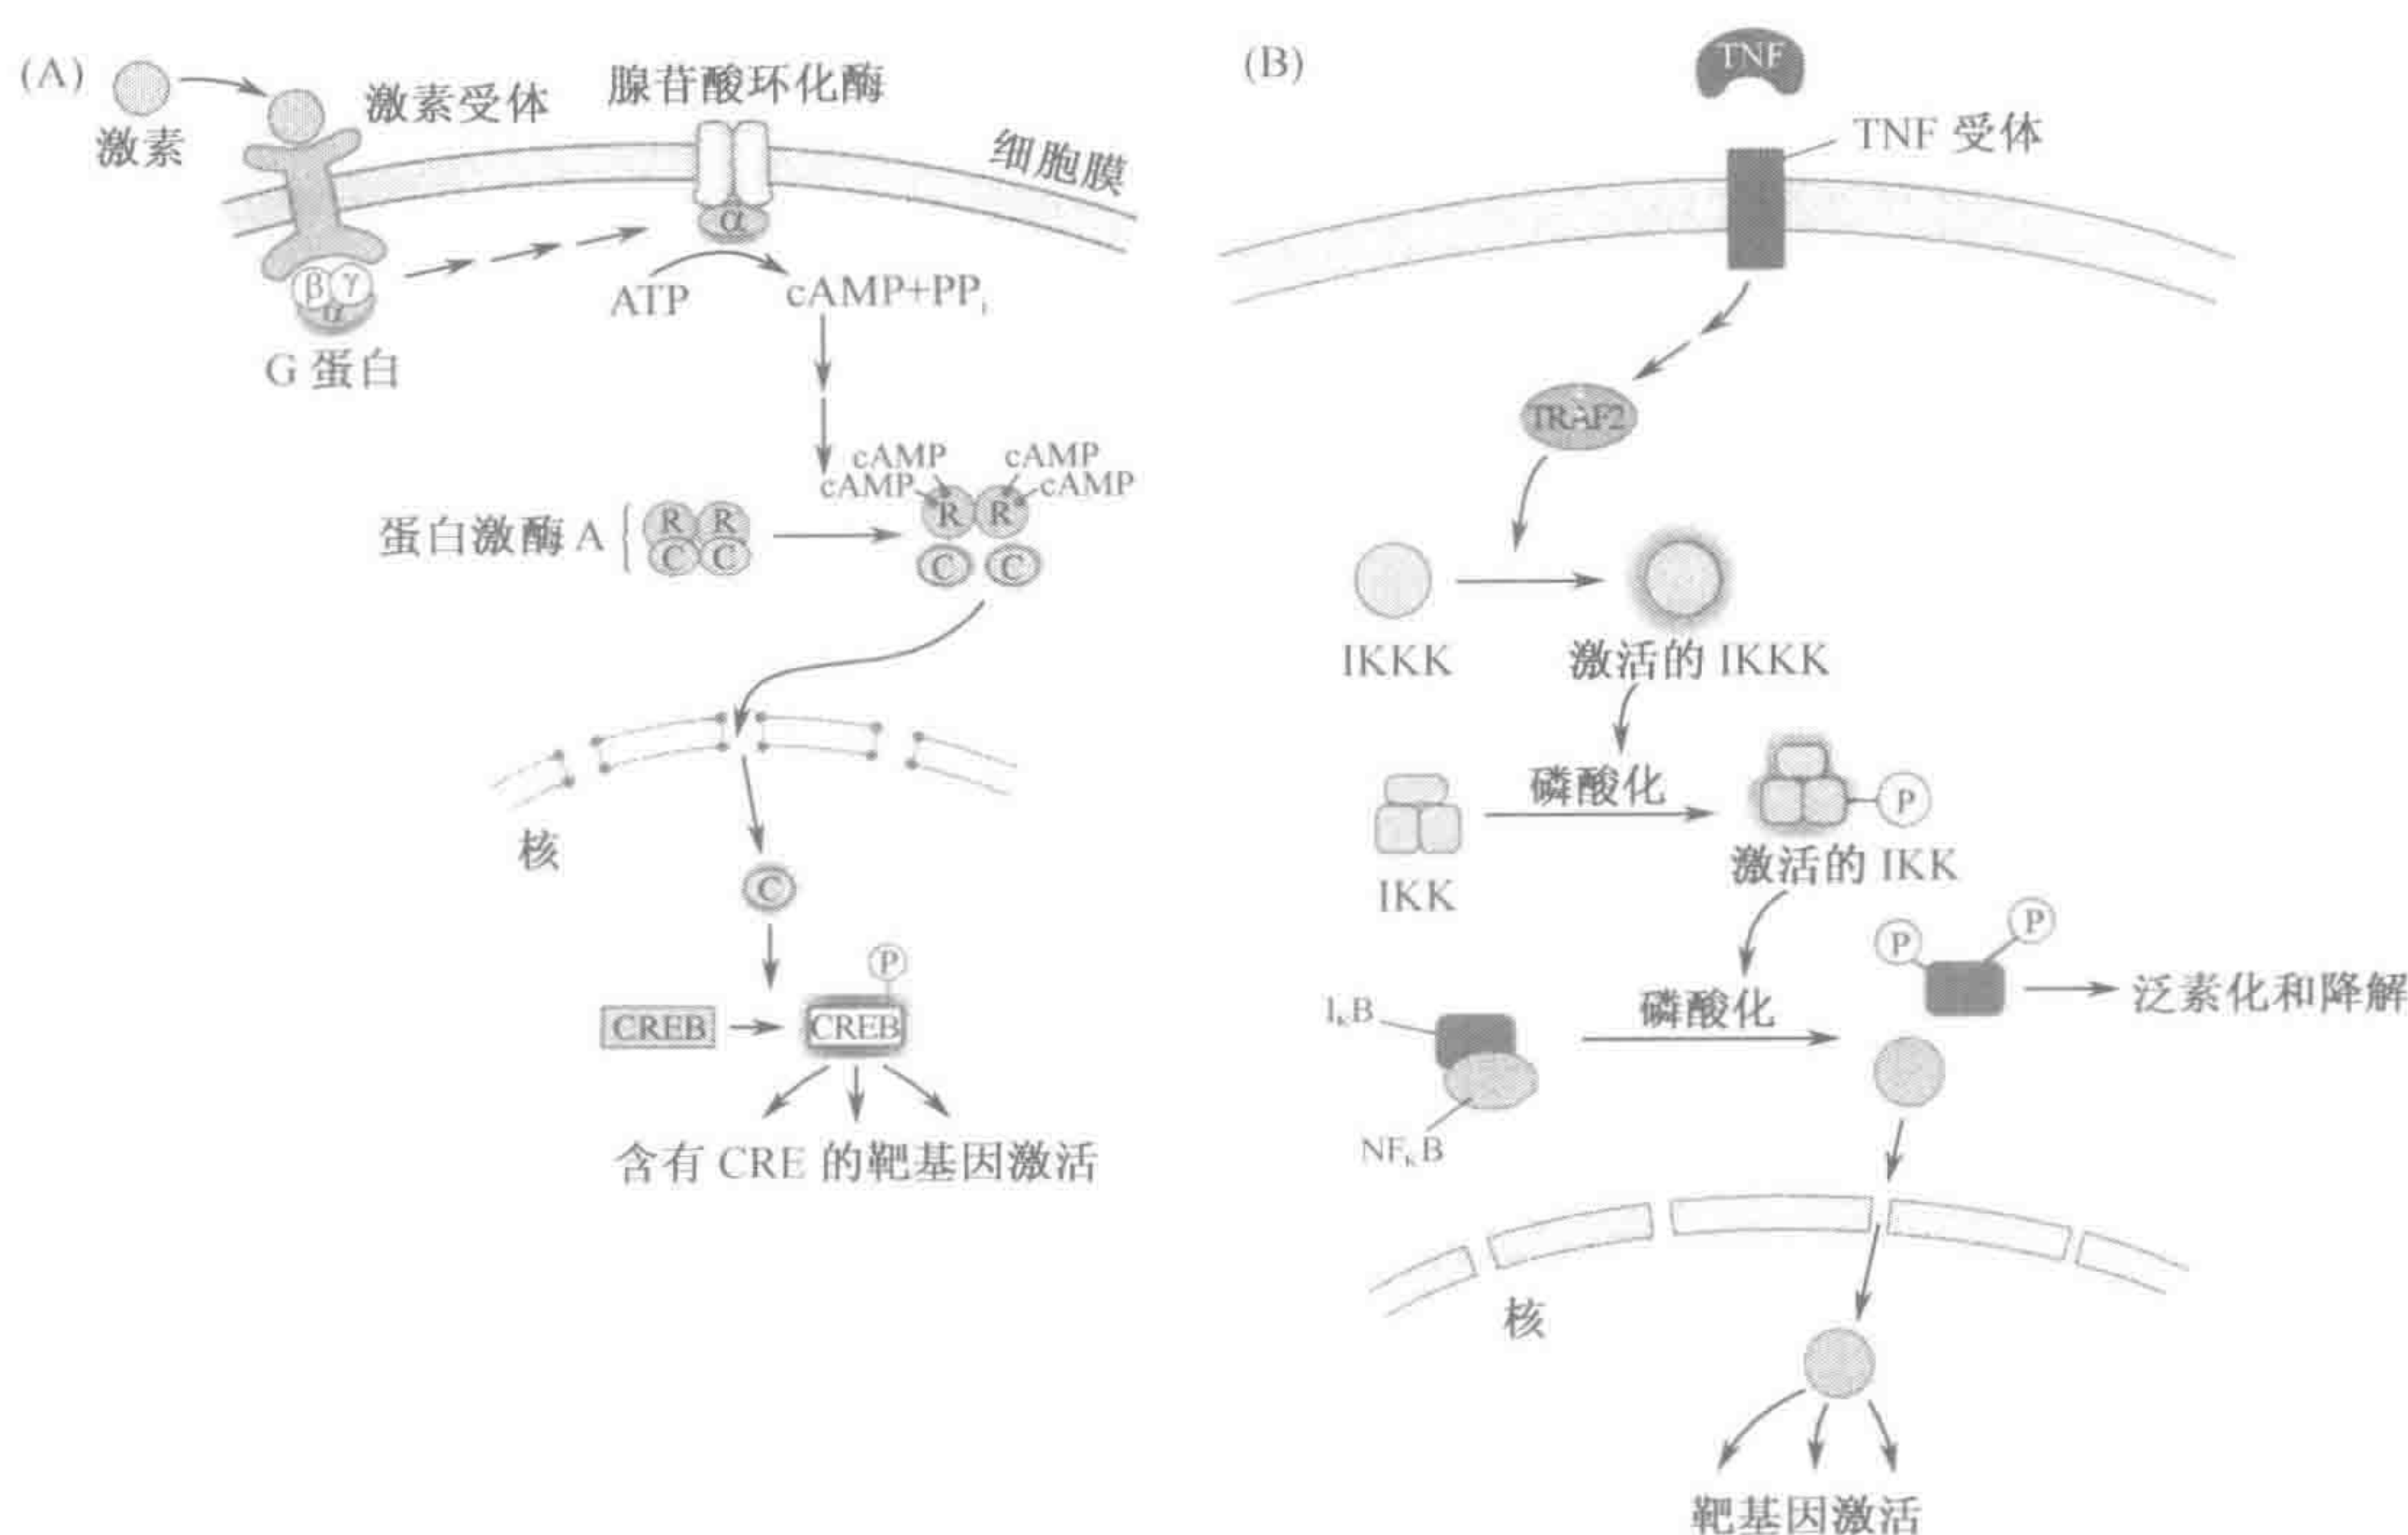 (A)
激素
激素受体
腺苷酸环化酶
细胞膜
β γ
α
G 蛋白
α
ATP
cAMP+PPi
cAMP cAMP
cAMP cAMP
R R
C C
蛋白激酶 A
R R
C C
核
C
P
CREB
CREB
含有 CRE 的靶基因激活
(B)
TNF
TNF 受体
TRAF2
IKKK
激活的 IKKK
磷酸化
P
IKK
激活的 IKK
P
P
IκB
磷酸化
泛素化和降解
NFκB
核
靶基因激活